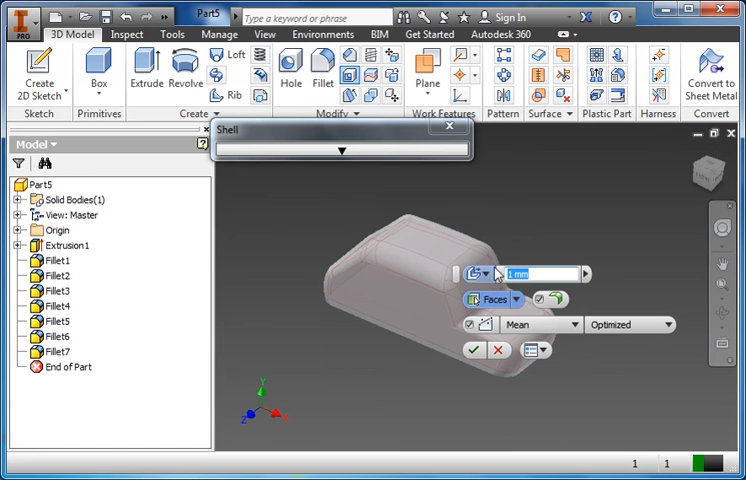 Part5
Type a keyword or phrase
Sign In
PRO
3D Model Inspect Tools Manage View Environments BIM Get Started Autodesk 360
Create 2D Sketch
Box
Extrude
Revolve
Loft
Rib
Hole
Fillet
Plane
Convert to Sheet Metal
Sketch Primitives Create Modify Work Features Pattern Surface Plastic Part Harness Convert
Shell
Model
Part5
Solid Bodies(1)
View: Master
Origin
Extrusion1
Fillet1
Fillet2
Fillet3
Fillet4
Fillet5
Fillet6
Fillet7
End of Part
1 mm
Faces
Mean
Optimized
Y
Z
X
1 1